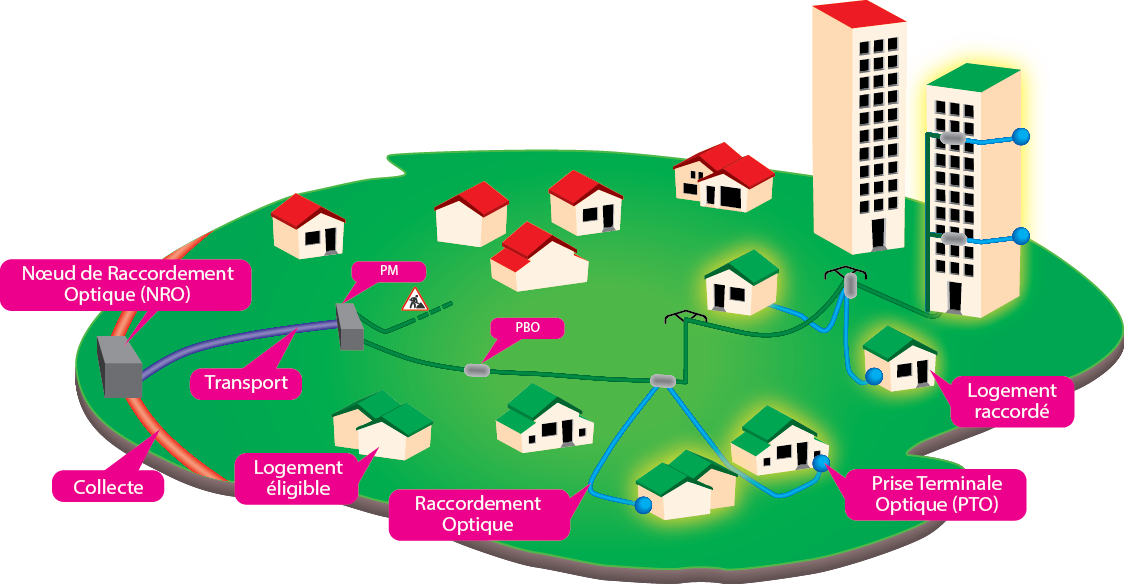 Nœud de Raccordement
Optique (NRO)
PM
PBO
Transport
Logement
raccordé
Collecte
Logement
éligible
Raccordement
Optique
Prise Terminale
Optique (PTO)